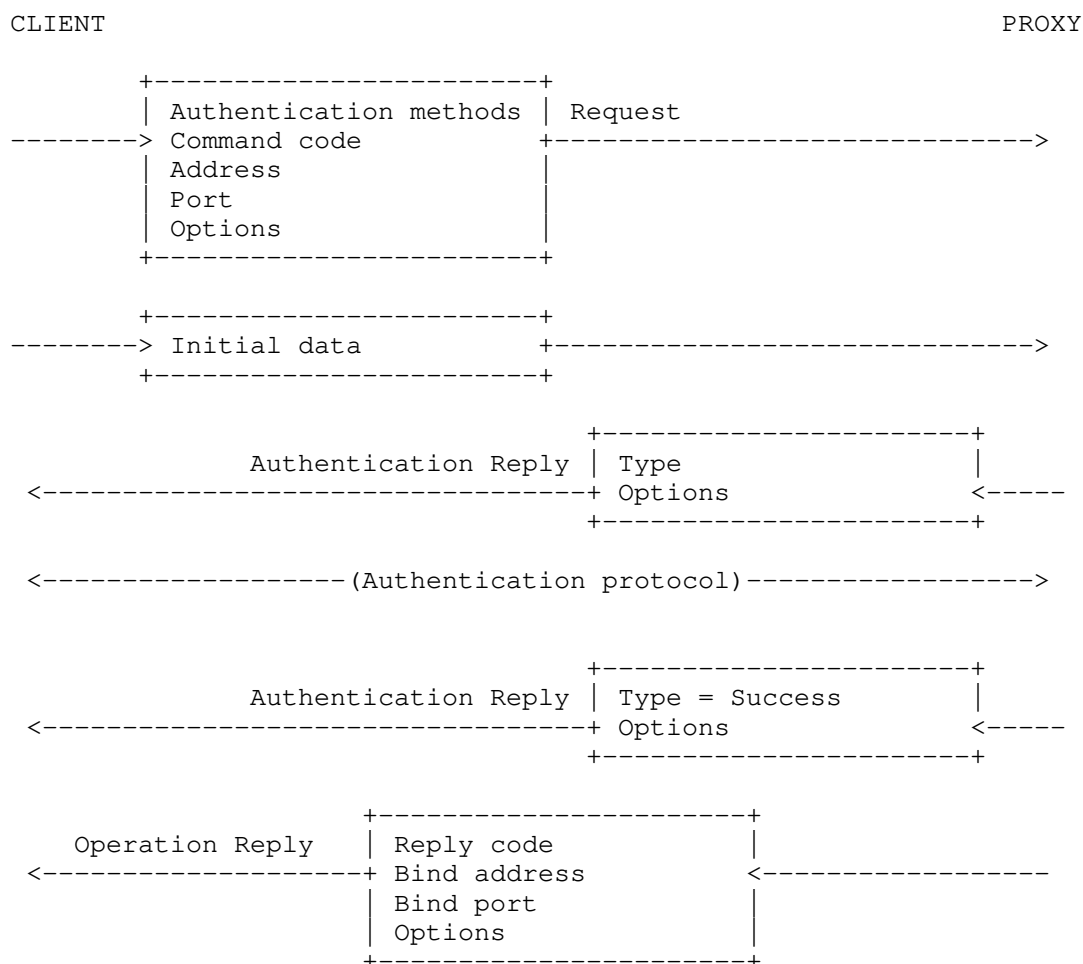 CLIENT PROXY
Authentication methods Request
Command code
Address
Port
Options
Initial data
Authentication Reply Type
Options
(Authentication protocol)
Authentication Reply Type = Success
Options
Operation Reply Reply code
Bind address
Bind port
Options